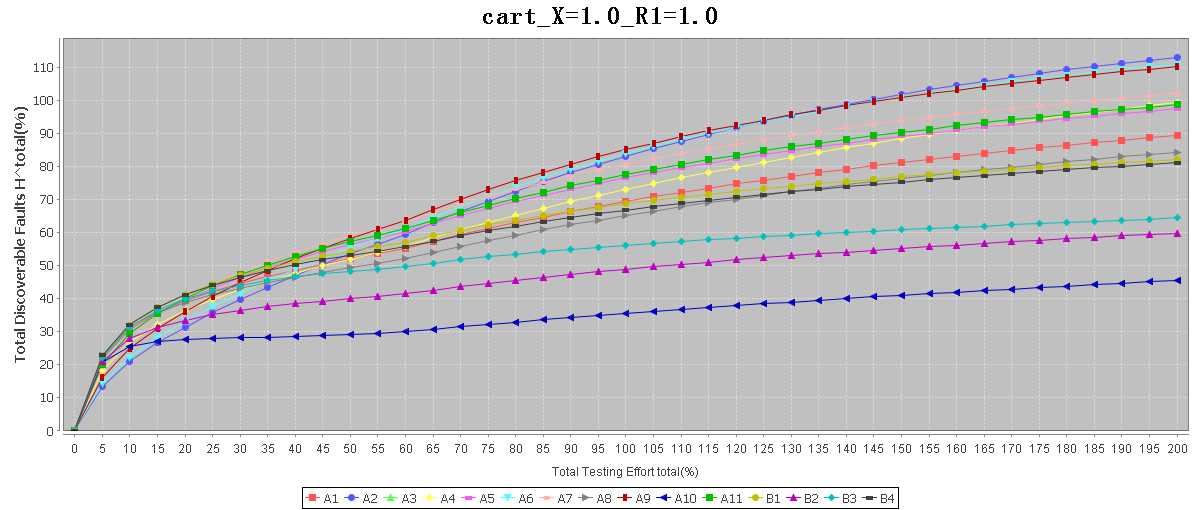 cart_X=1.0_R1=1.0
Total Discoverable Faults H^total(%)
110
100
90
80
70
60
50
40
30
20
10
0
0 5 10 15 20 25 30 35 40 45 50 55 60 65 70 75 80 85 90 95 100 105 110 115 120 125 130 135 140 145 150 155 160 165 170 175 180 185 190 195 200
Total Testing Effort total(%)
A1 A2 A3 A4 A5 A6 A7 A8 A9 A10 A11 B1 B2 B3 B4